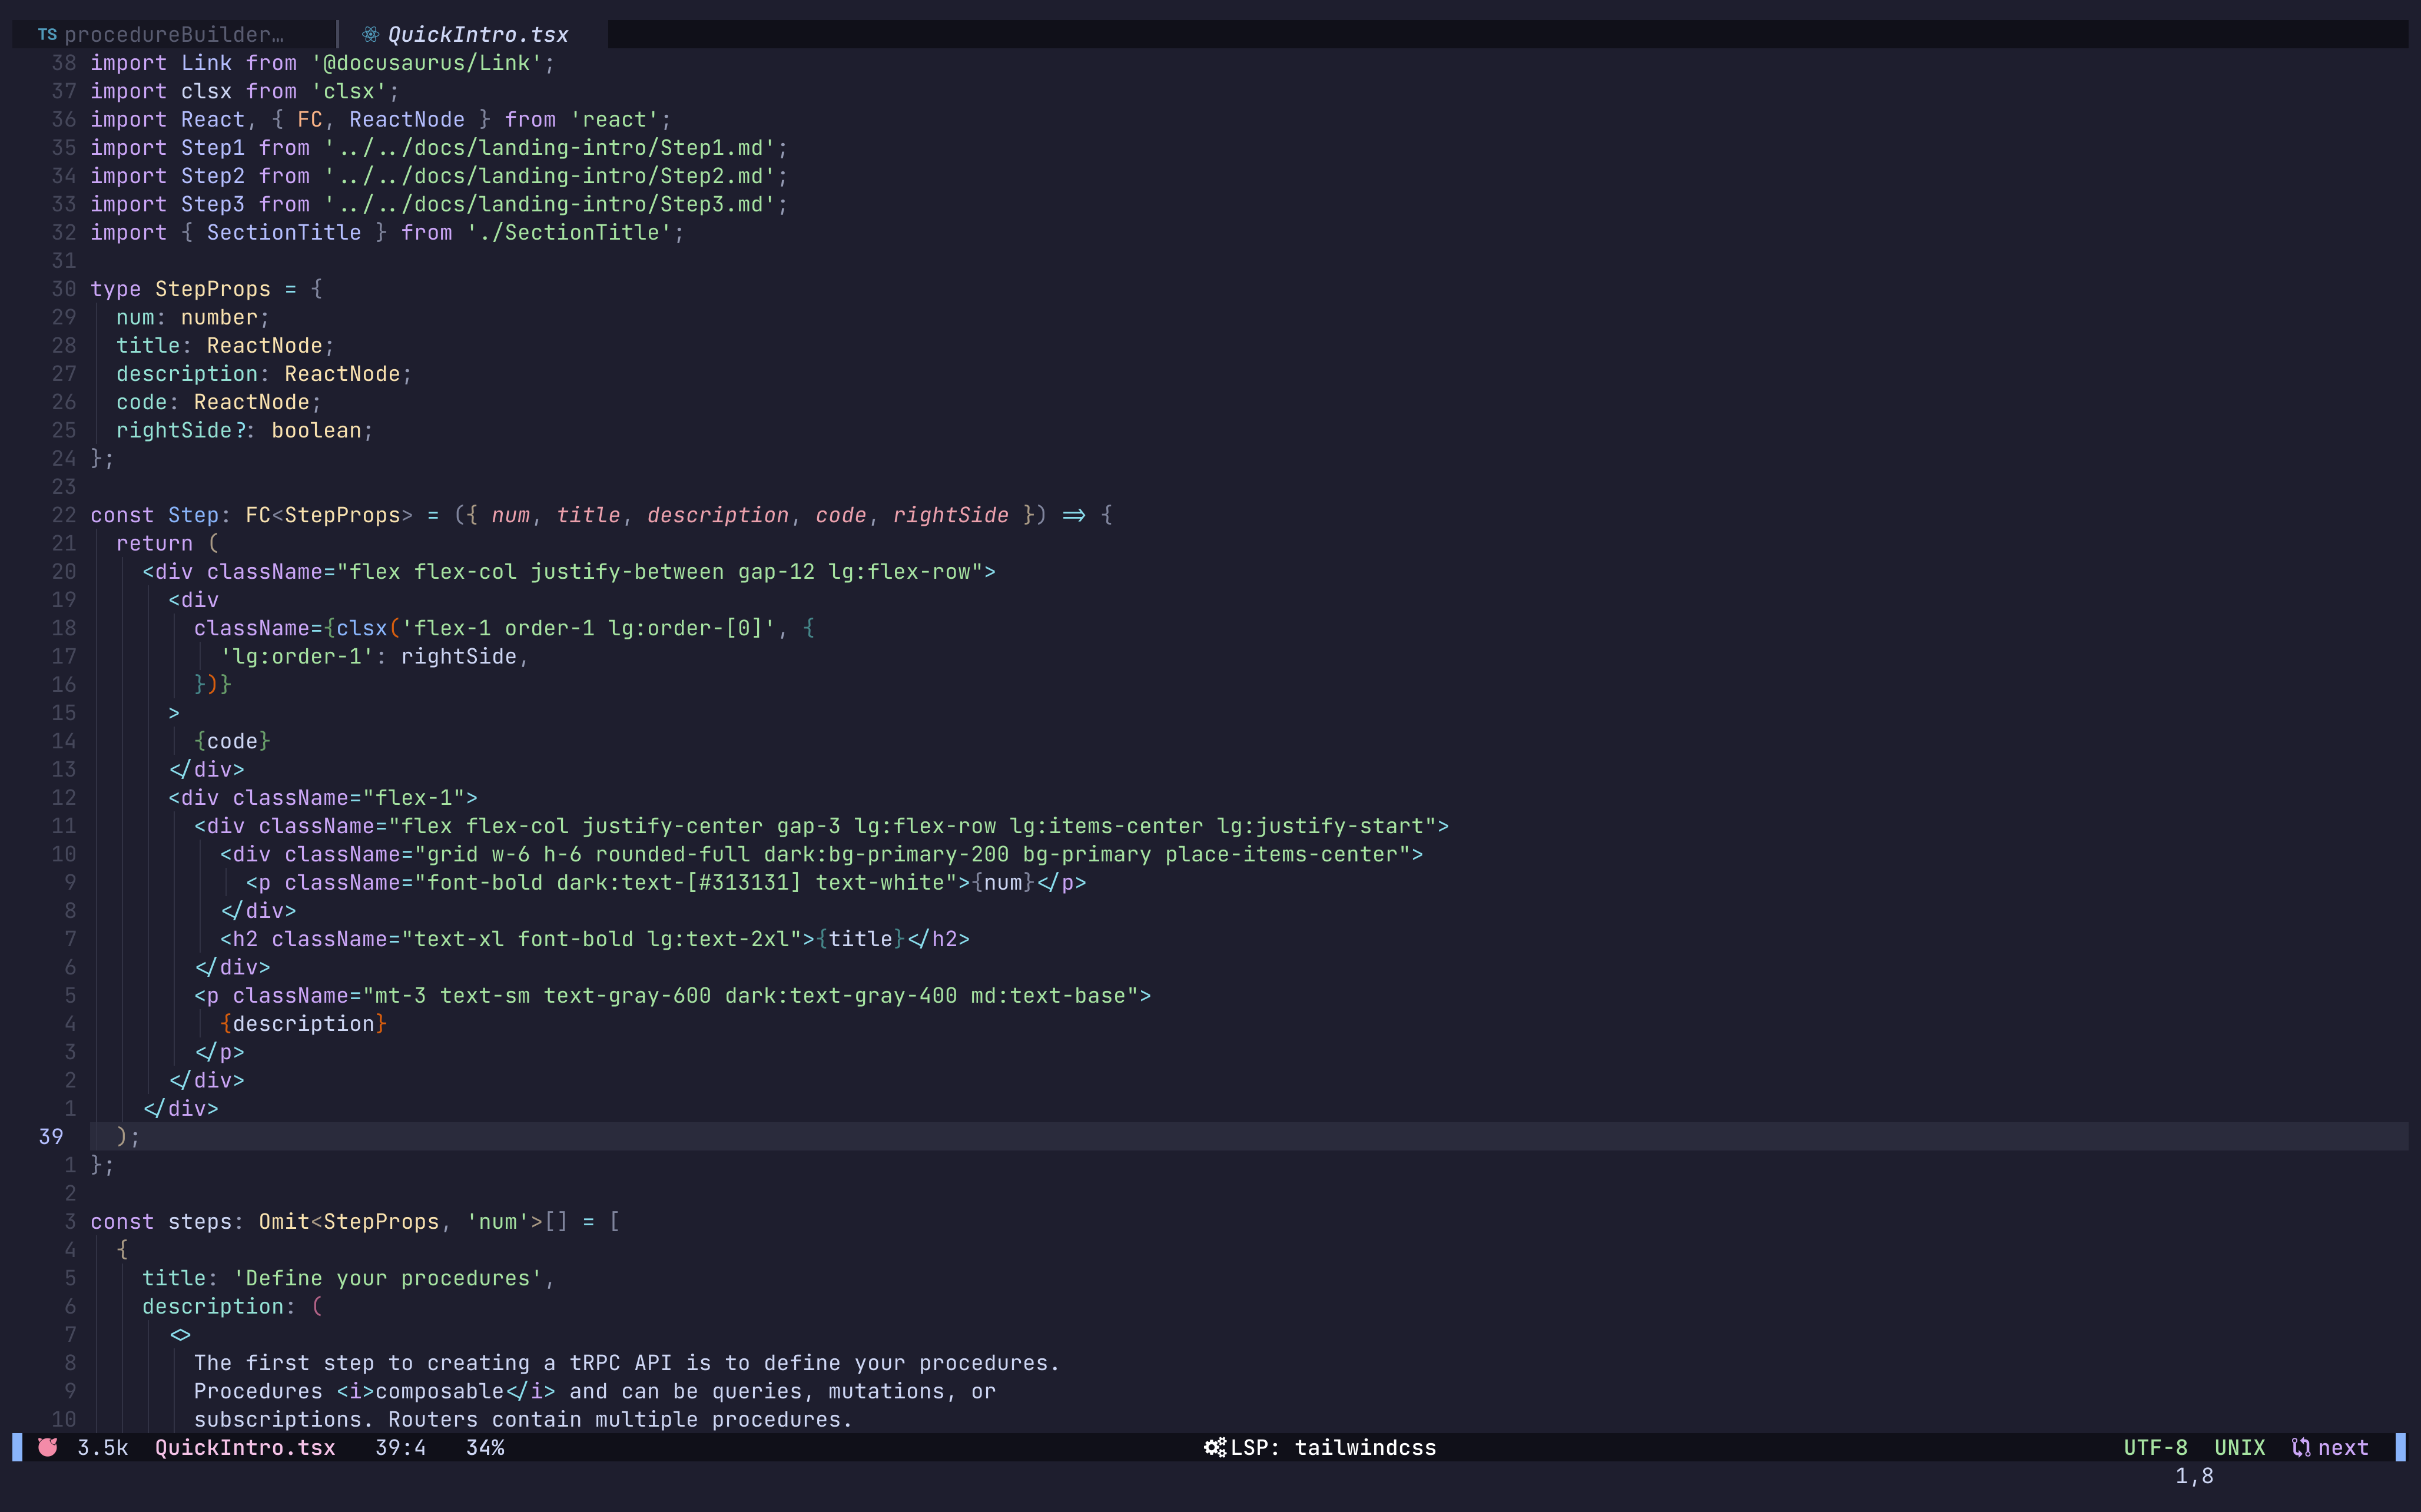 TS procedureBuilder… QuickIntro.tsx
38 import Link from '@docusaurus/Link';
37 import clsx from 'clsx';
36 import React, { FC, ReactNode } from 'react';
35 import Step1 from '../../docs/landing-intro/Step1.md';
34 import Step2 from '../../docs/landing-intro/Step2.md';
33 import Step3 from '../../docs/landing-intro/Step3.md';
32 import { SectionTitle } from './SectionTitle';
31
30 type StepProps = {
29   num: number;
28   title: ReactNode;
27   description: ReactNode;
26   code: ReactNode;
25   rightSide?: boolean;
24 };
23
22 const Step: FC<StepProps> = ({ num, title, description, code, rightSide }) => {
21   return (
20     <div className="flex flex-col justify-between gap-12 lg:flex-row">
19       <div
18         className={clsx('flex-1 order-1 lg:order-[0]', {
17           'lg:order-1': rightSide,
16         })}
15       >
14         {code}
13       </div>
12       <div className="flex-1">
11         <div className="flex flex-col justify-center gap-3 lg:flex-row lg:items-center lg:justify-start">
10           <div className="grid w-6 h-6 rounded-full dark:bg-primary-200 bg-primary place-items-center">
9             <p className="font-bold dark:text-[#313131] text-white">{num}</p>
8           </div>
7           <h2 className="text-xl font-bold lg:text-2xl">{title}</h2>
6         </div>
5         <p className="mt-3 text-sm text-gray-600 dark:text-gray-400 md:text-base">
4           {description}
3         </p>
2       </div>
1     </div>
39   );
1 };
2
3 const steps: Omit<StepProps, 'num'>[] = [
4   {
5     title: 'Define your procedures',
6     description: (
7       <>
8         The first step to creating a tRPC API is to define your procedures.
9         Procedures <i>composable</i> and can be queries, mutations, or
10         subscriptions. Routers contain multiple procedures.
3.5k QuickIntro.tsx 39:4 34% LSP: tailwindcss UTF-8 UNIX next
1,8